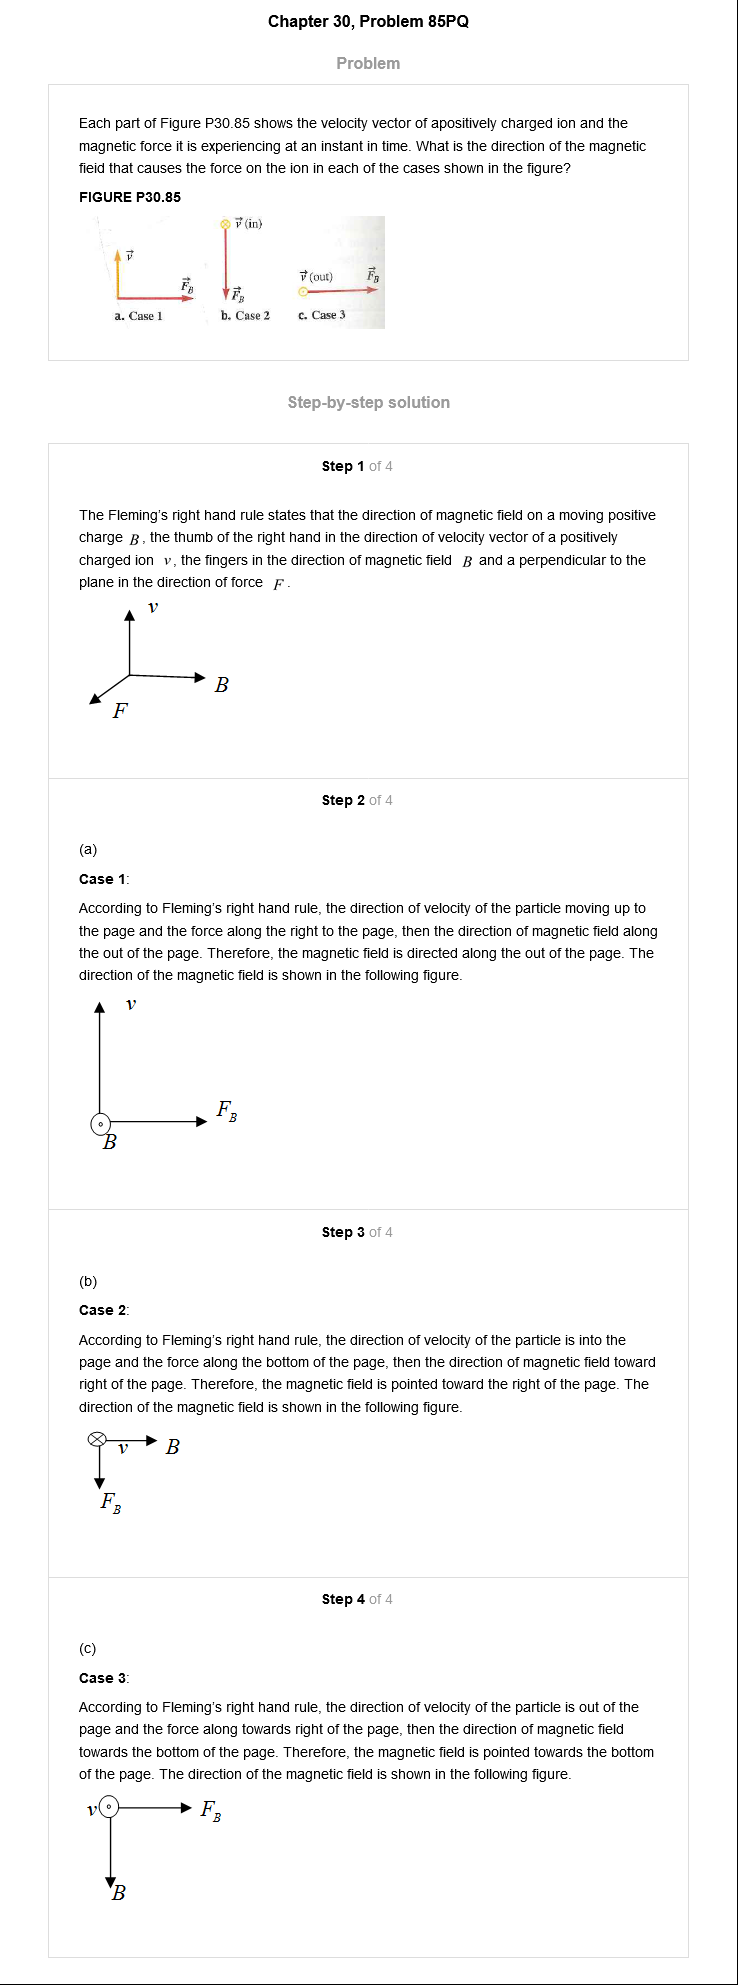 Chapter 30, Problem 85PQ
Problem
Each part of Figure P30.85 shows the velocity vector of apositively charged ion and the
magnetic force it is experiencing at an instant in time. What is the direction of the magnetic
fieid that causes the force on the ion in each of the cases shown in the figure?
FIGURE P30.85
v⃗ (in)
v⃗
v⃗ (out)
F⃗B
F⃗B
F⃗B
a. Case 1
b. Case 2
c. Case 3
Step-by-step solution
Step 1 of 4
The Fleming's right hand rule states that the direction of magnetic field on a moving positive
charge B, the thumb of the right hand in the direction of velocity vector of a positively
charged ion v, the fingers in the direction of magnetic field B and a perpendicular to the
plane in the direction of force F.
v
B
F
Step 2 of 4
(a)
Case 1:
According to Fleming's right hand rule, the direction of velocity of the particle moving up to
the page and the force along the right to the page, then the direction of magnetic field along
the out of the page. Therefore, the magnetic field is directed along the out of the page. The
direction of the magnetic field is shown in the following figure.
v
FB
B
Step 3 of 4
(b)
Case 2:
According to Fleming's right hand rule, the direction of velocity of the particle is into the
page and the force along the bottom of the page, then the direction of magnetic field toward
right of the page. Therefore, the magnetic field is pointed toward the right of the page. The
direction of the magnetic field is shown in the following figure.
v B
FB
Step 4 of 4
(c)
Case 3:
According to Fleming's right hand rule, the direction of velocity of the particle is out of the
page and the force along towards right of the page, then the direction of magnetic field
towards the bottom of the page. Therefore, the magnetic field is pointed towards the bottom
of the page. The direction of the magnetic field is shown in the following figure.
v FB
B